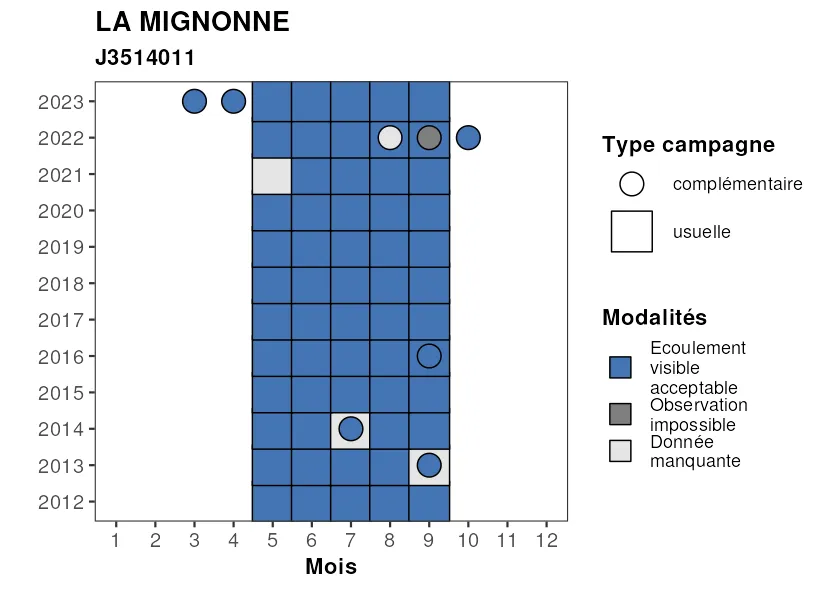 LA MIGNONNE
J3514011
2023
2022
2021
2020
2019
2018
2017
2016
2015
2014
2013
2012
1 2 3 4 5 6 7 8 9 10 11 12
Mois
Type campagne
complémentaire
usuelle
Modalités
Ecoulement
visible
acceptable
Observation
impossible
Donnée
manquante